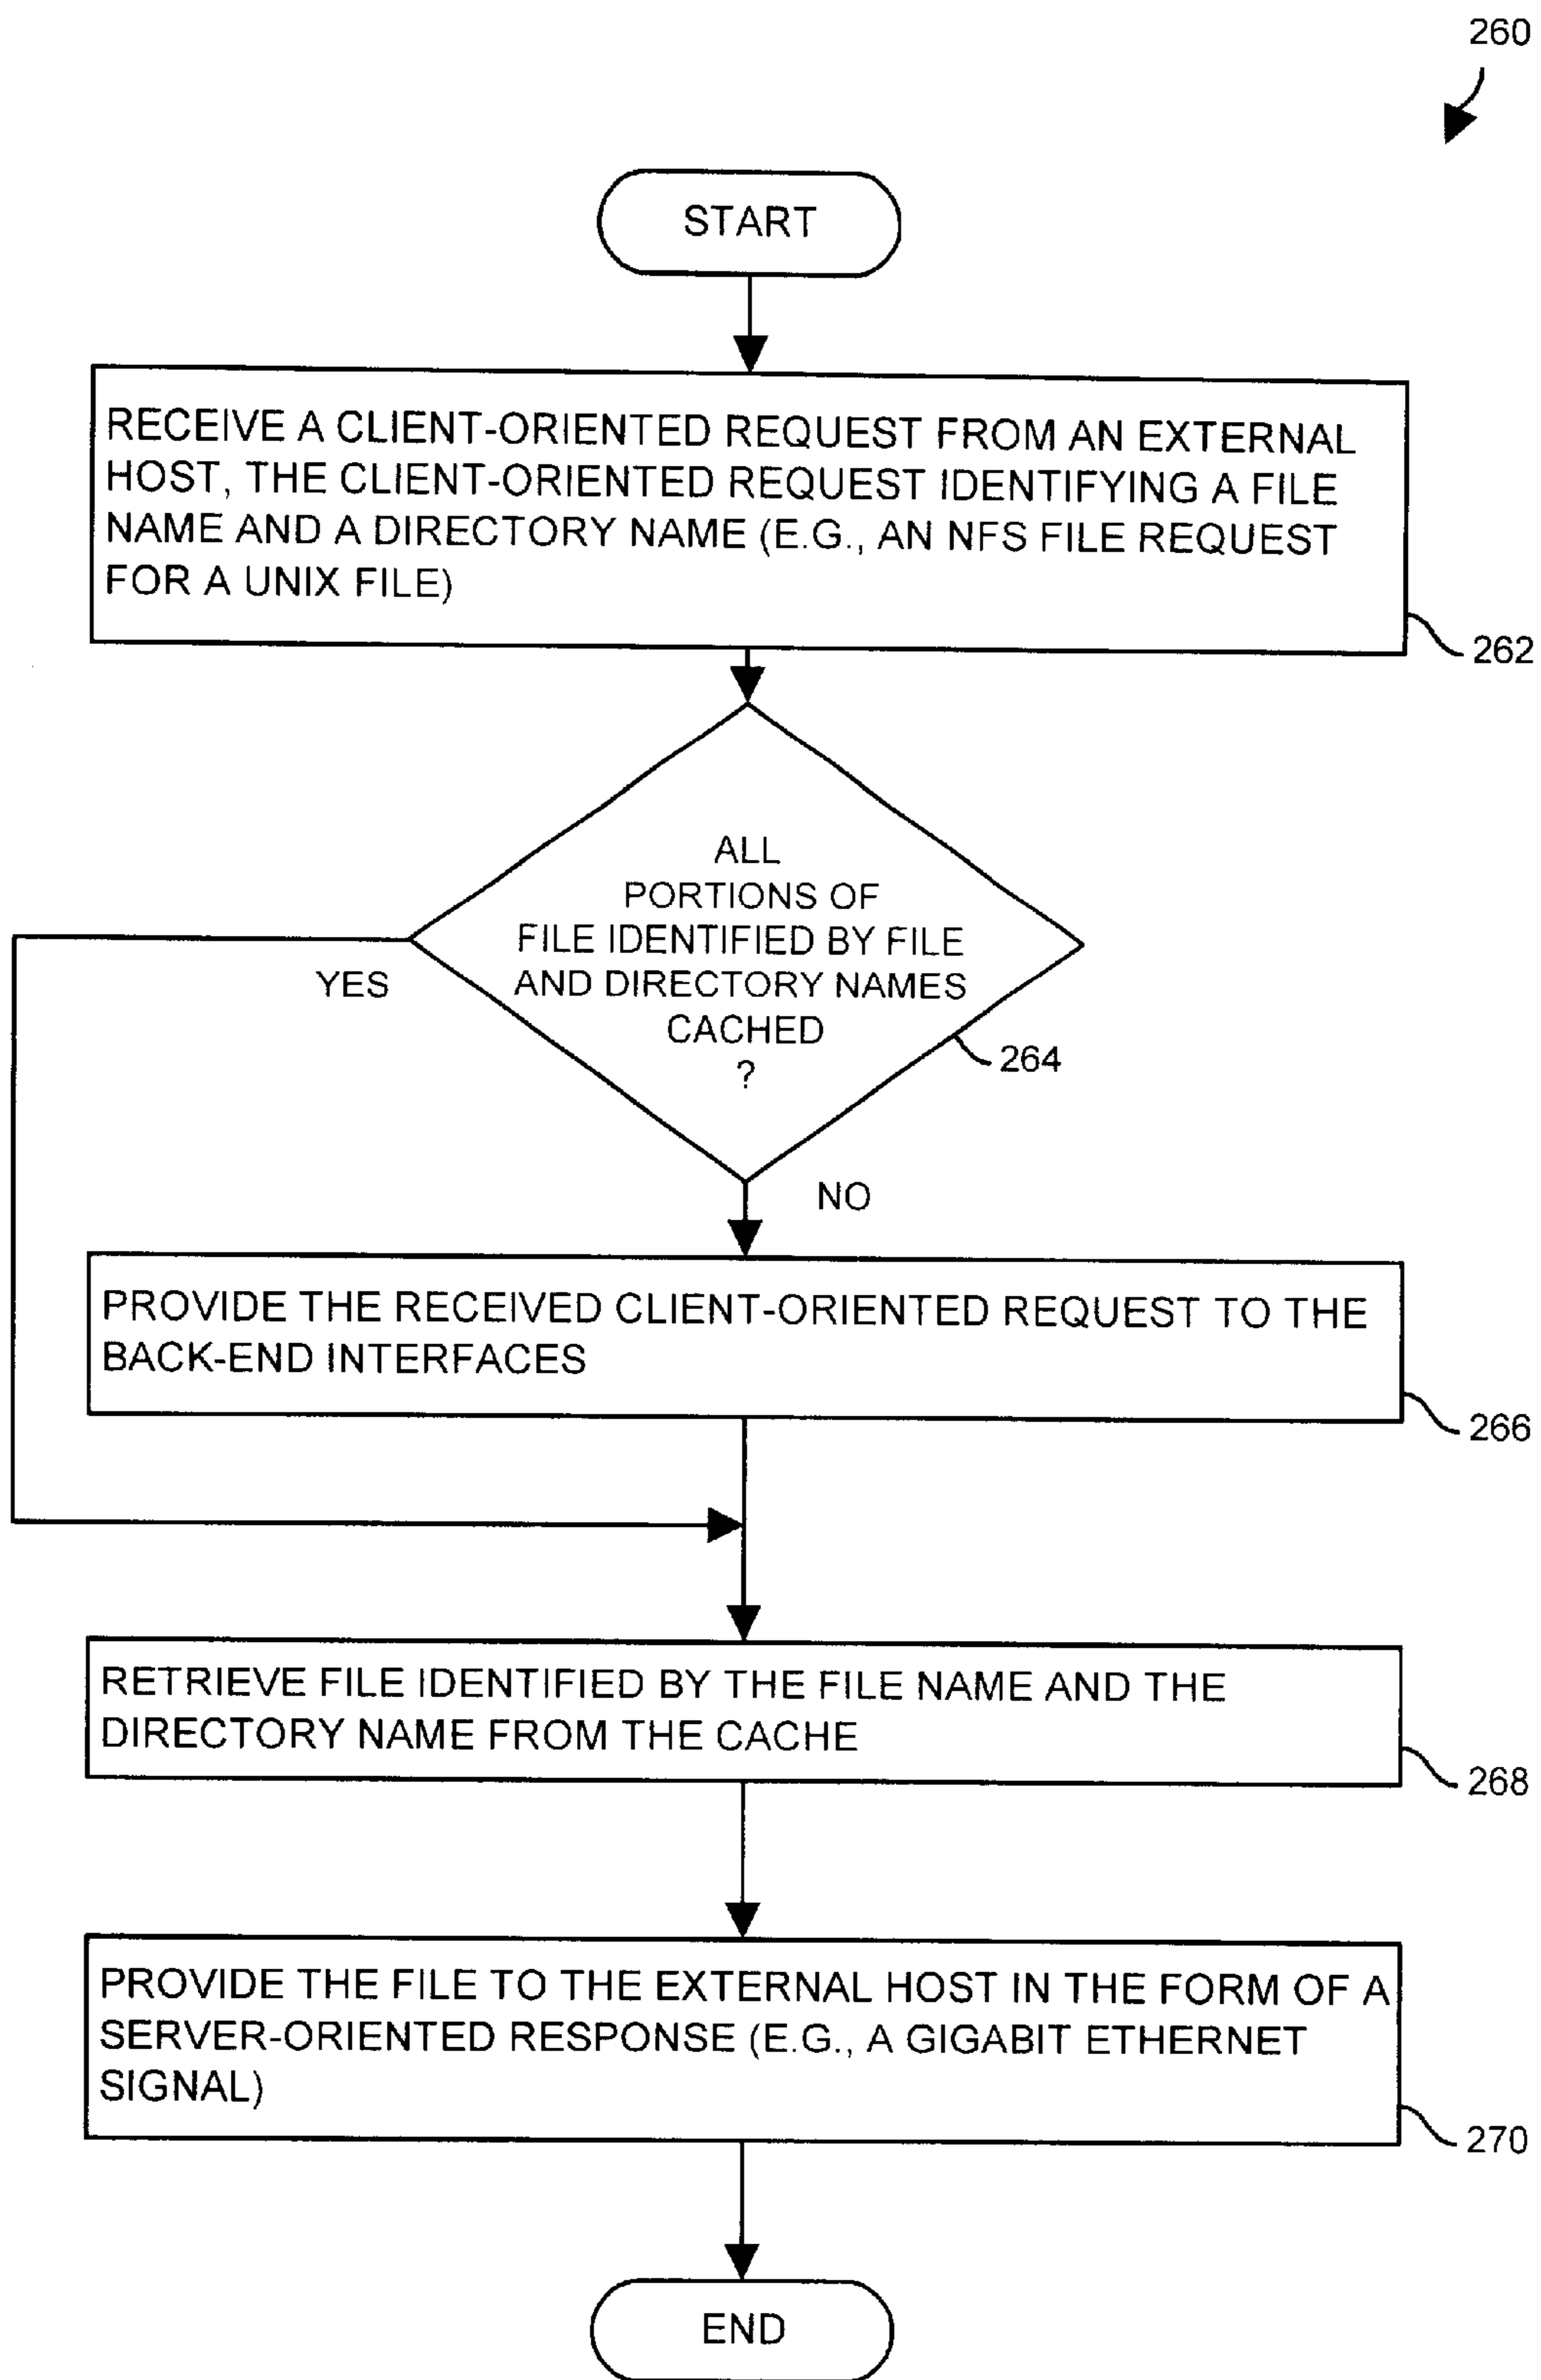 260
START
RECEIVE A CLIENT-ORIENTED REQUEST FROM AN EXTERNAL
HOST, THE CLIENT-ORIENTED REQUEST IDENTIFYING A FILE
NAME AND A DIRECTORY NAME (E.G., AN NFS FILE REQUEST
FOR A UNIX FILE)
262
ALL
PORTIONS OF
FILE IDENTIFIED BY FILE
AND DIRECTORY NAMES
CACHED
?
YES
264
NO
PROVIDE THE RECEIVED CLIENT-ORIENTED REQUEST TO THE
BACK-END INTERFACES
266
RETRIEVE FILE IDENTIFIED BY THE FILE NAME AND THE
DIRECTORY NAME FROM THE CACHE
268
PROVIDE THE FILE TO THE EXTERNAL HOST IN THE FORM OF A
SERVER-ORIENTED RESPONSE (E.G., A GIGABIT ETHERNET
SIGNAL)
270
END